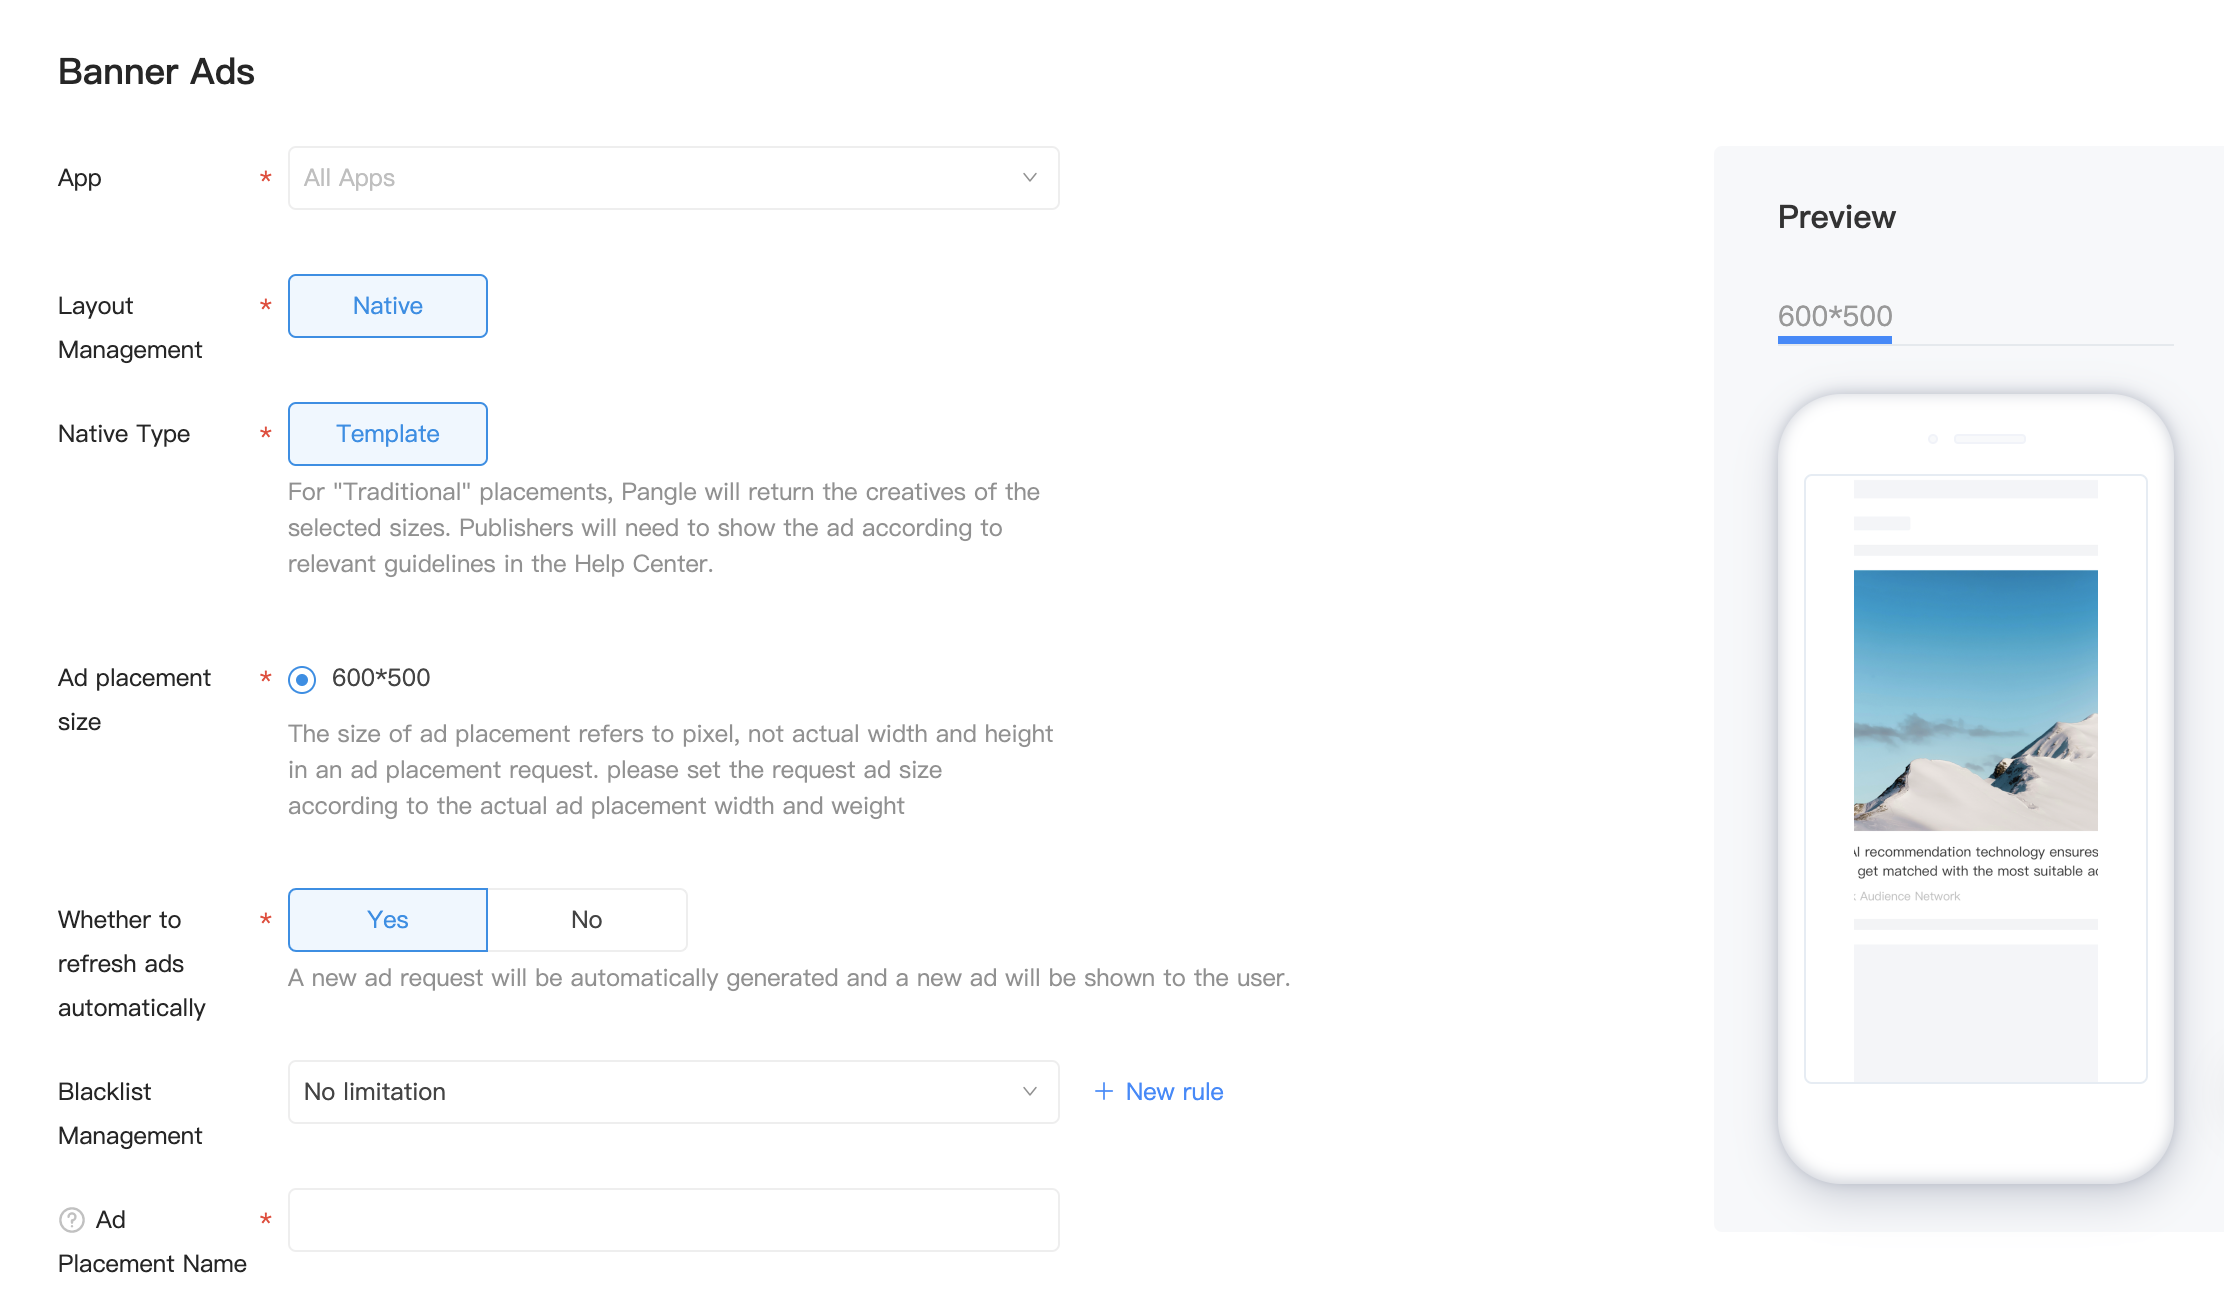 Banner Ads
App * All Apps
Layout * Native
Management
Native Type * Template
For "Traditional" placements, Pangle will return the creatives of the
selected sizes. Publishers will need to show the ad according to
relevant guidelines in the Help Center.
Ad placement * 600*500
size
The size of ad placement refers to pixel, not actual width and height
in an ad placement request. please set the request ad size
according to the actual ad placement width and weight
Whether to * Yes No
refresh ads
automatically
A new ad request will be automatically generated and a new ad will be shown to the user.
Blacklist No limitation + New rule
Management
? Ad *
Placement Name
Preview
600*500
AI recommendation technology ensures
get matched with the most suitable
Audience Network